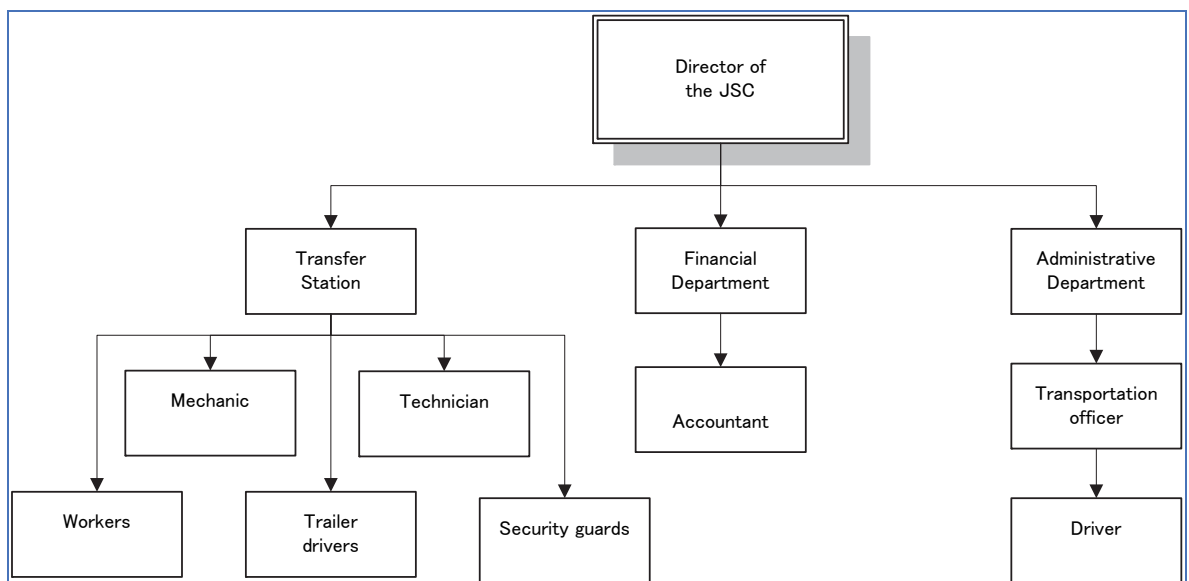 Director of
the JSC
Transfer
Station
Financial
Department
Administrative
Department
Mechanic
Technician
Accountant
Transportation
officer
Workers
Trailer
drivers
Security guards
Driver